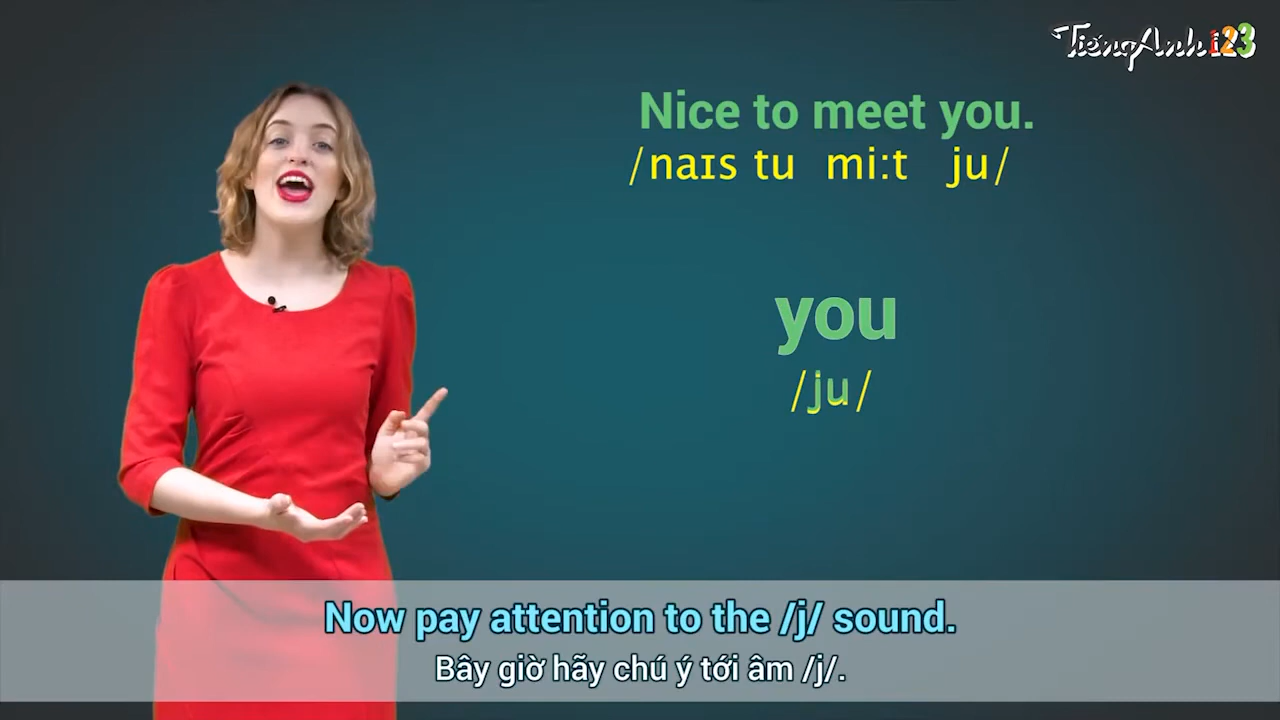 TiếngAnh123
Nice to meet you.
/naɪs tu mi:t ju/
you
/ju/
Now pay attention to the /j/ sound.
Bây giờ hãy chú ý tới âm /j/.